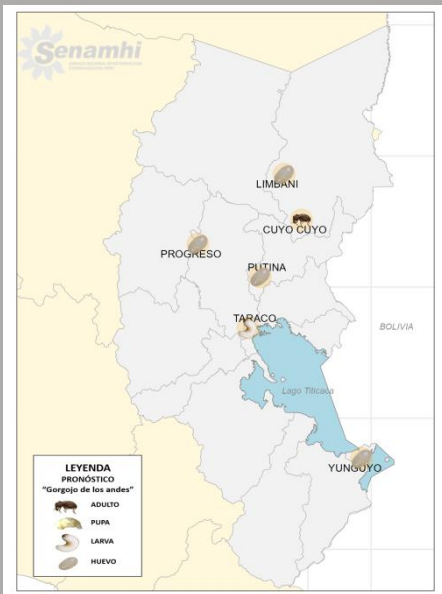 Senamhi
LIMBANI
CUYO CUYO
PROGRESO
PUTINA
TARACO
BOLIVIA
Lago Titicaca
YUNGUYO
LEYENDA
PRONÓSTICO
"Gorgojo de los andes"
ADULTO
PUPA
LARVA
HUEVO